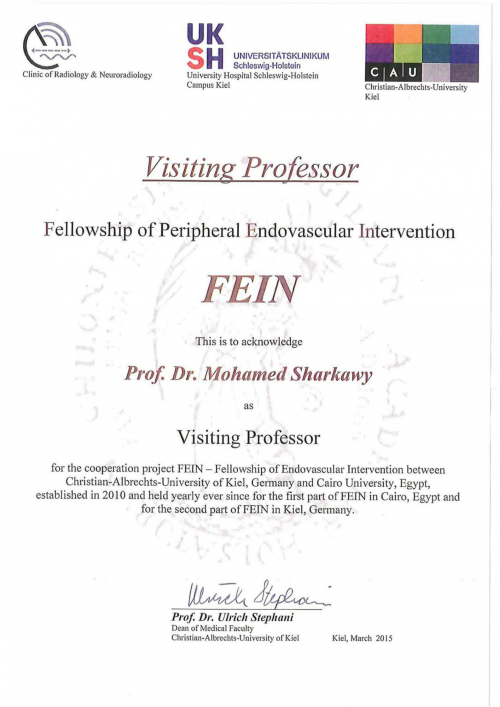 Clinic of Radiology & Neuroradiology
UK
SH
UNIVERSITÄTSKLINIKUM
Schleswig-Holstein
University Hospital Schleswig-Holstein
Campus Kiel
C A U
Christian-Albrechts-University
Kiel
Visiting Professor
Fellowship of Peripheral Endovascular Intervention
FEIN
This is to acknowledge
Prof. Dr. Mohamed Sharkawy
as
Visiting Professor
for the cooperation project FEIN – Fellowship of Endovascular Intervention between
Christian-Albrechts-University of Kiel, Germany and Cairo University, Egypt,
established in 2010 and held yearly ever since for the first part of FEIN in Cairo, Egypt and
for the second part of FEIN in Kiel, Germany.
Ulrich Stephani
Prof. Dr. Ulrich Stephani
Dean of Medical Faculty
Christian-Albrechts-University of Kiel
Kiel, March 2015